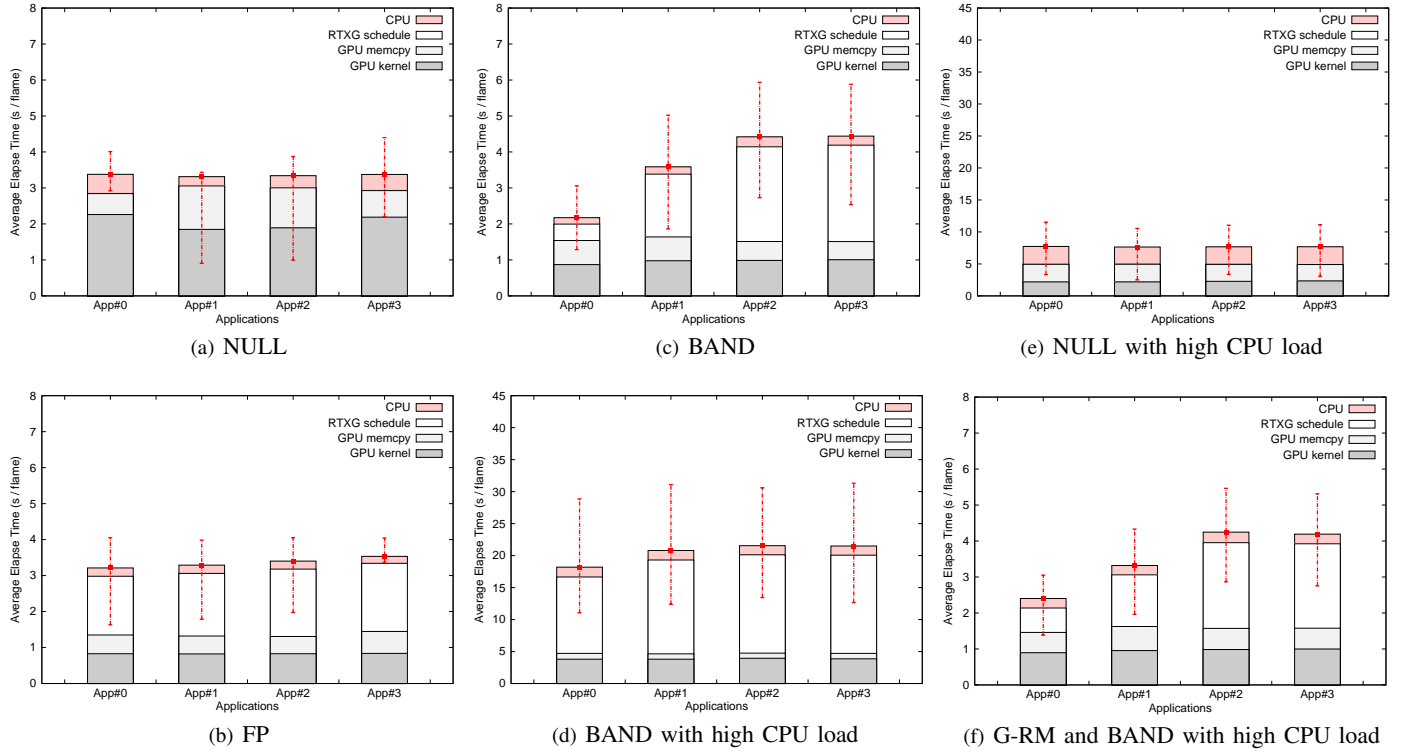 8
7
6
5
4
3
2
1
0
Average Elapse Time (s / flame)
CPU
RTXG schedule
GPU memcpy
GPU kernel
App#0 App#1 App#2 App#3
Applications
(a) NULL
8
7
6
5
4
3
2
1
0
Average Elapse Time (s / flame)
CPU
RTXG schedule
GPU memcpy
GPU kernel
App#0 App#1 App#2 App#3
Applications
(c) BAND
45
40
35
30
25
20
15
10
5
0
Average Elapse Time (s / flame)
CPU
RTXG schedule
GPU memcpy
GPU kernel
App#0 App#1 App#2 App#3
Applications
(e) NULL with high CPU load
8
7
6
5
4
3
2
1
0
Average Elapse Time (s / flame)
CPU
RTXG schedule
GPU memcpy
GPU kernel
App#0 App#1 App#2 App#3
Applications
(b) FP
45
40
35
30
25
20
15
10
5
0
Average Elapse Time (s / flame)
CPU
RTXG schedule
GPU memcpy
GPU kernel
App#0 App#1 App#2 App#3
Applications
(d) BAND with high CPU load
8
7
6
5
4
3
2
1
0
Average Elapse Time (s / flame)
CPU
RTXG schedule
GPU memcpy
GPU kernel
App#0 App#1 App#2 App#3
Applications
(f) G-RM and BAND with high CPU load